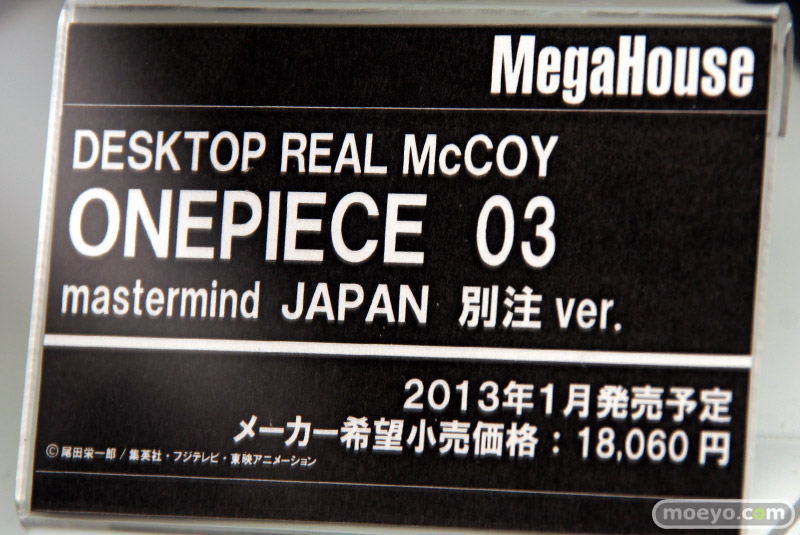 MegaHouse
DESKTOP REAL McCOY
ONEPIECE 03
mastermind JAPAN 別注 ver.
2013年1月発売予定
メーカー希望小売価格：18,060円
©尾田栄一郎/集英社・フジテレビ・東映アニメーション
moeyo.com